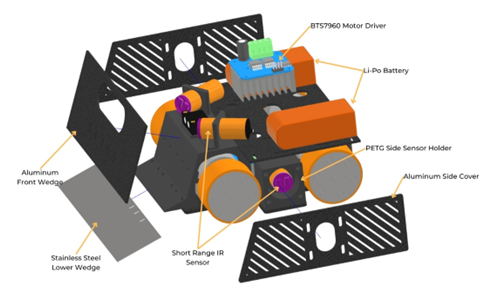 BTS7960 Motor Driver
Li-Po Battery
PETG Side Sensor Holder
Aluminum Side Cover
Aluminum
Front Wedge
Short Range IR
Sensor
Stainless Steel
Lower Wedge